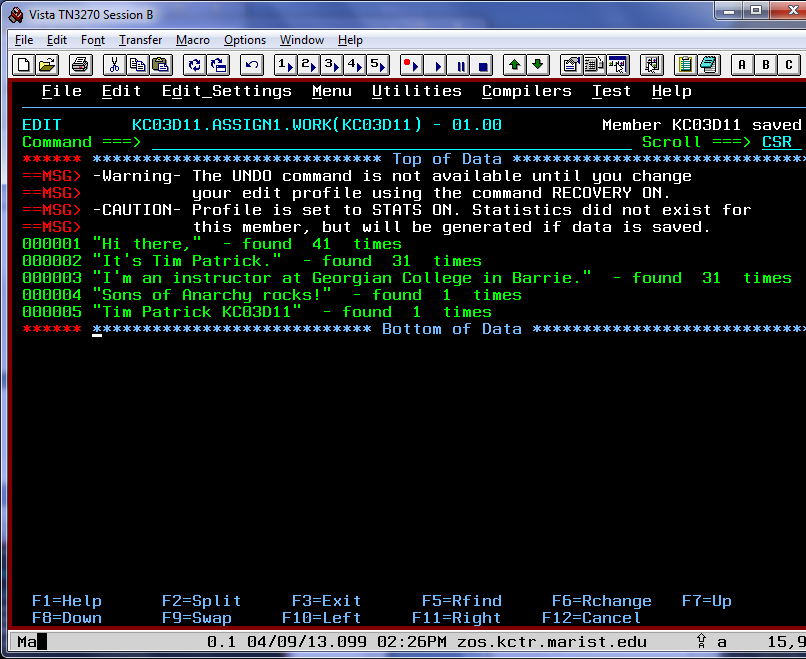 Vista TN3270 Session B
File Edit Font Transfer Macro Options Window Help
1 2 3 4 5 A B C
File Edit Edit_Settings Menu Utilities Compilers Test Help
EDIT KC03D11.ASSIGN1.WORK(KC03D11) - 01.00 Member KC03D11 saved
Command ===> Scroll ===> CSR
****** ***************************** Top of Data ******************************
==MSG> -Warning- The UNDO command is not available until you change
==MSG> your edit profile using the command RECOVERY ON.
==MSG> -CAUTION- Profile is set to STATS ON. Statistics did not exist for
==MSG> this member, but will be generated if data is saved.
000001 "Hi there," - found 41 times
000002 "It's Tim Patrick." - found 31 times
000003 "I'm an instructor at Georgian College in Barrie." - found 31 times
000004 "Sons of Anarchy rocks!" - found 1 times
000005 "Tim Patrick KC03D11" - found 1 times
****** **************************** Bottom of Data ****************************
F1=Help F2=Split F3=Exit F5=Rfind F6=Rchange F7=Up
F8=Down F9=Swap F10=Left F11=Right F12=Cancel
Ma 0.1 04/09/13.099 02:26PM zos.kctr.marist.edu a 15,9